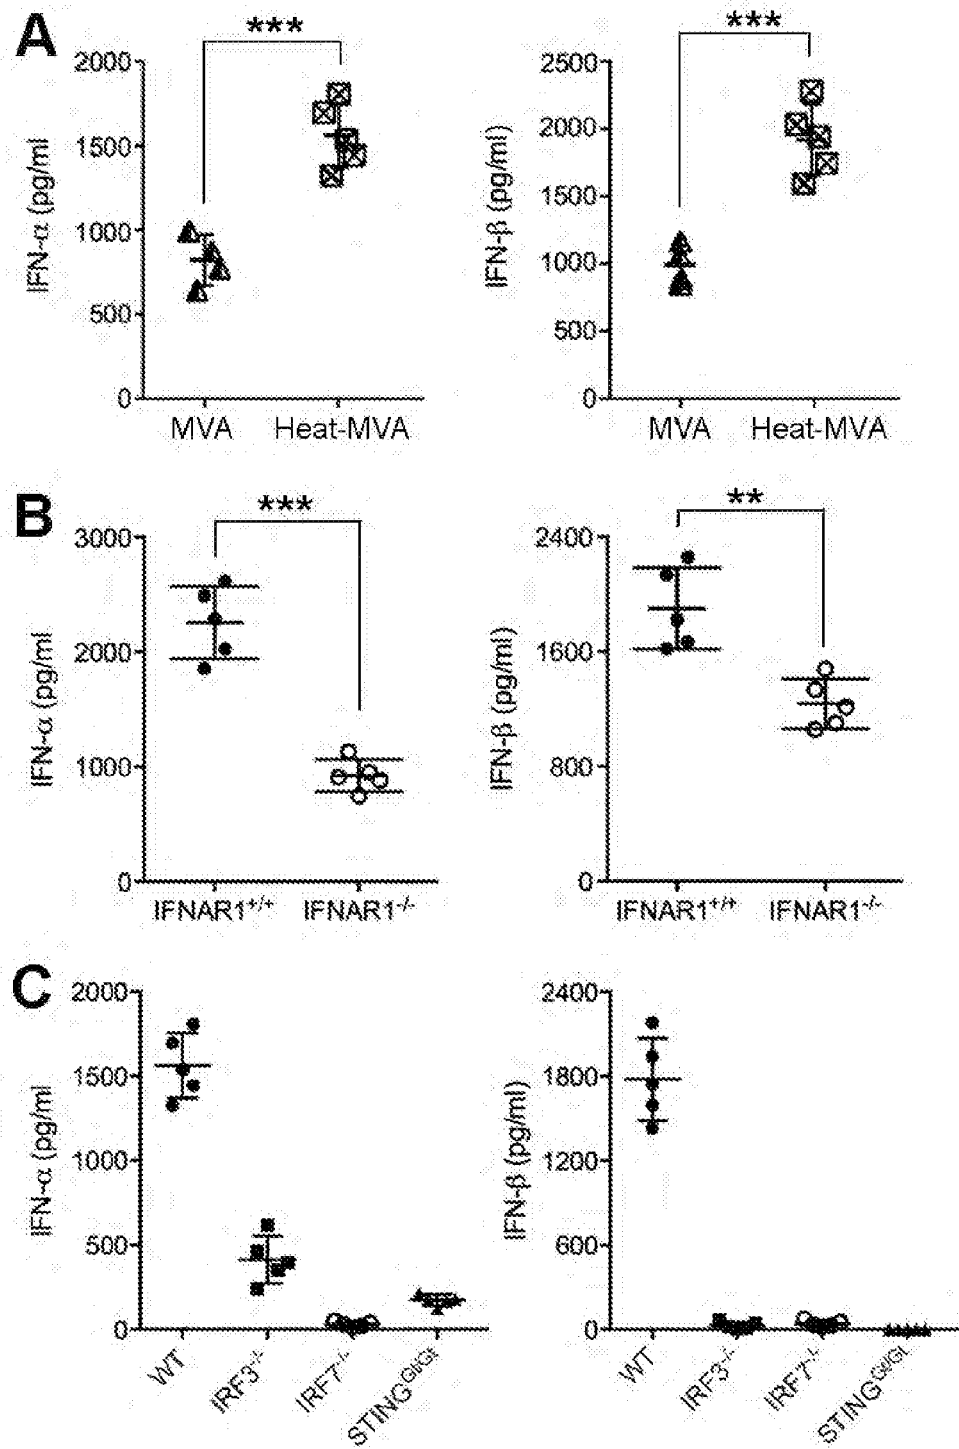 A
***
***
IFN-α (pg/ml)
2000
1500
1000
500
0
MVA
Heat-MVA
IFN-β (pg/ml)
2500
2000
1500
1000
500
0
MVA
Heat-MVA
B
***
**
IFN-α (pg/ml)
3000
2000
1000
0
IFNAR1+/+
IFNAR1-/-
IFN-β (pg/ml)
2400
1600
800
0
IFNAR1+/+
IFNAR1-/-
C
IFN-α (pg/ml)
2000
1500
1000
500
0
WT
IRF3-/-
IRF7-/-
STINGGt/Gt
IFN-β (pg/ml)
2400
1800
1200
600
0
WT
IRF3-/-
IRF7-/-
STINGGt/Gt